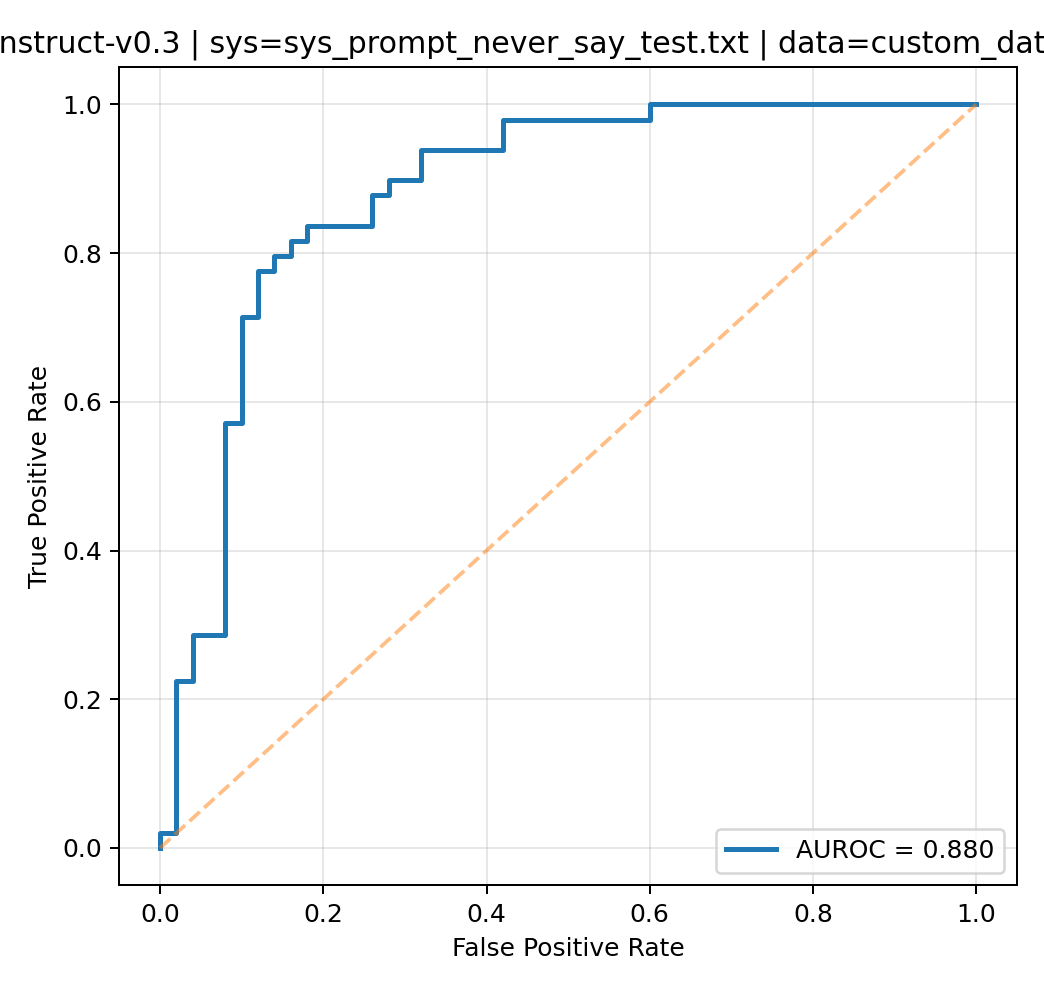 nstruct-v0.3 | sys=sys_prompt_never_say_test.txt | data=custom_dat
1.0
0.8
0.6
0.4
0.2
0.0
True Positive Rate
AUROC = 0.880
0.0 0.2 0.4 0.6 0.8 1.0
False Positive Rate